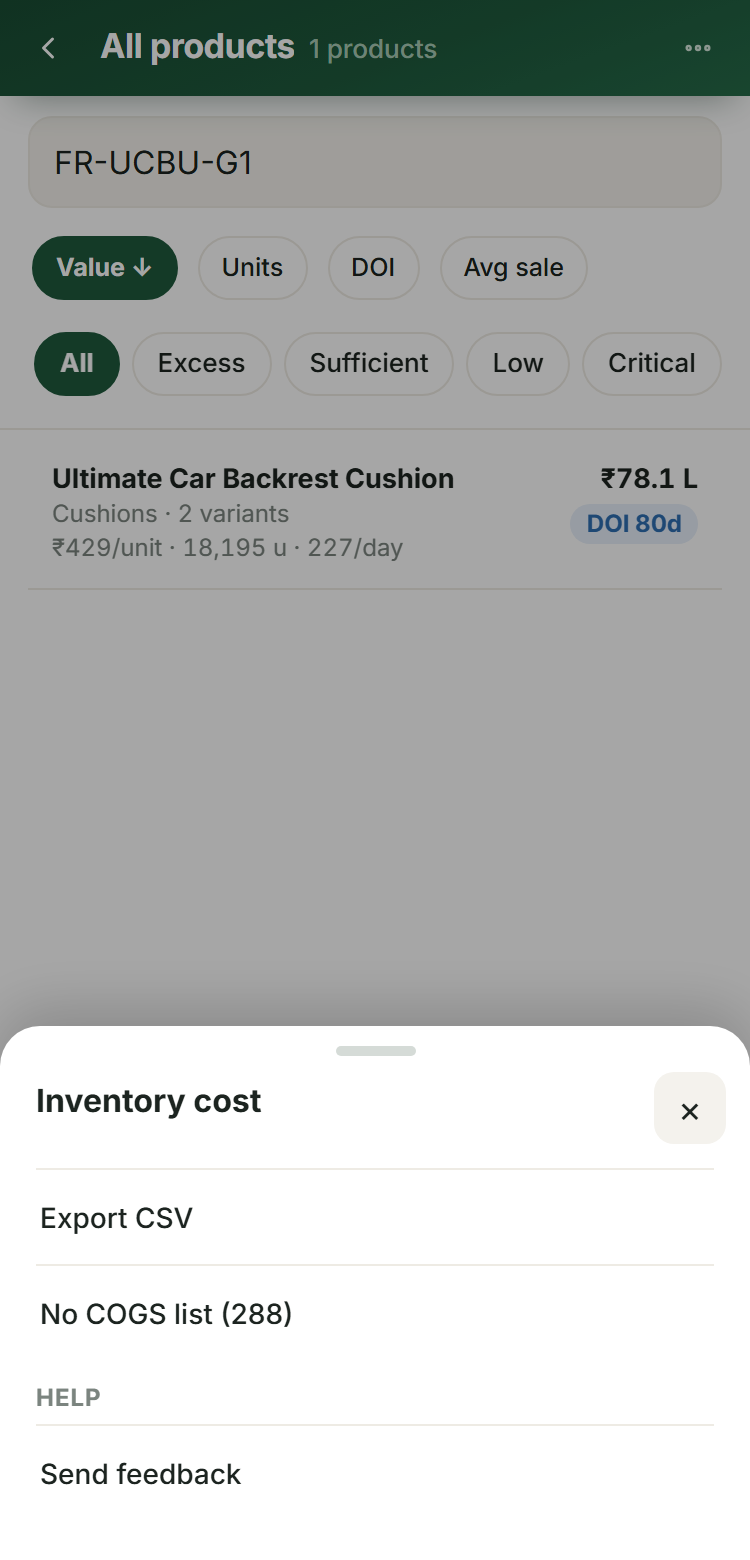 All products 1 products
FR-UCBU-G1
Value ↓ Units DOI Avg sale
All Excess Sufficient Low Critical
Ultimate Car Backrest Cushion ₹78.1 L
Cushions · 2 variants DOI 80d
₹429/unit · 18,195 u · 227/day
Inventory cost
Export CSV
No COGS list (288)
HELP
Send feedback